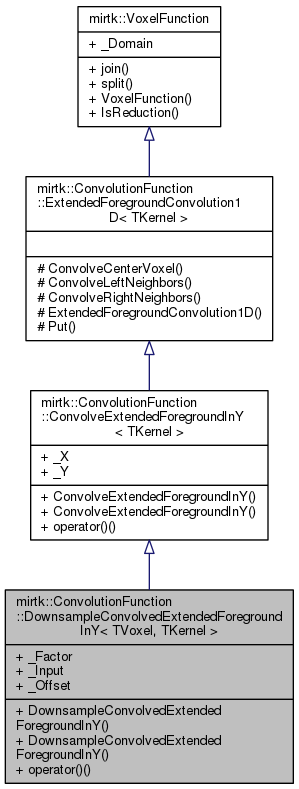 mirtk::VoxelFunction
+ _Domain
+ join()
+ split()
+ VoxelFunction()
+ IsReduction()
mirtk::ConvolutionFunction
::ExtendedForegroundConvolution1
D< TKernel >
# ConvolveCenterVoxel()
# ConvolveLeftNeighbors()
# ConvolveRightNeighbors()
# ExtendedForegroundConvolution1D()
# Put()
mirtk::ConvolutionFunction
::ConvolveExtendedForegroundInY
< TKernel >
+ _X
+ _Y
+ ConvolveExtendedForegroundInY()
+ ConvolveExtendedForegroundInY()
+ operator()()
mirtk::ConvolutionFunction
::DownsampleConvolvedExtendedForeground
InY< TVoxel, TKernel >
+ _Factor
+ _Input
+ _Offset
+ DownsampleConvolvedExtended
ForegroundInY()
+ DownsampleConvolvedExtended
ForegroundInY()
+ operator()()